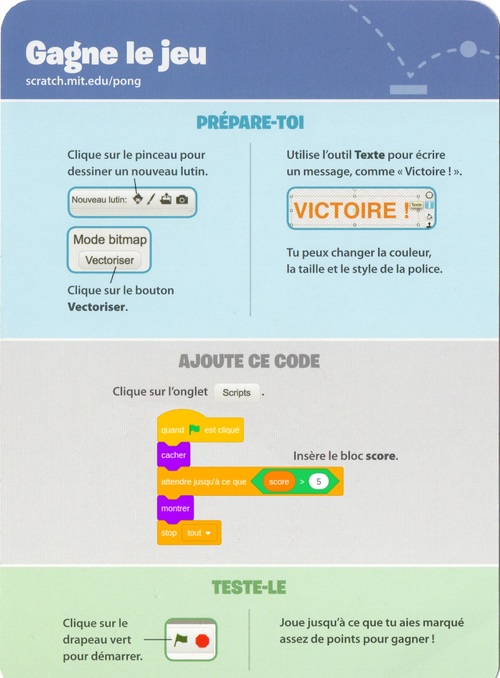 Gagne le jeu
scratch.mit.edu/pong
PRÉPARE-TOI
Clique sur le pinceau pour
dessiner un nouveau lutin.
Nouveau lutin:
Mode bitmap
Vectoriser
Clique sur le bouton
Vectoriser.
Utilise l'outil Texte pour écrire
un message, comme « Victoire ! ».
VICTOIRE !
Tu peux changer la couleur,
la taille et le style de la police.
AJOUTE CE CODE
Clique sur l'onglet Scripts .
quand est cliqué
cacher
attendre jusqu'à ce que score > 5
montrer
stop tout
Insère le bloc score.
TESTE-LE
Clique sur le
drapeau vert
pour démarrer.
Joue jusqu'à ce que tu aies marqué
assez de points pour gagner !